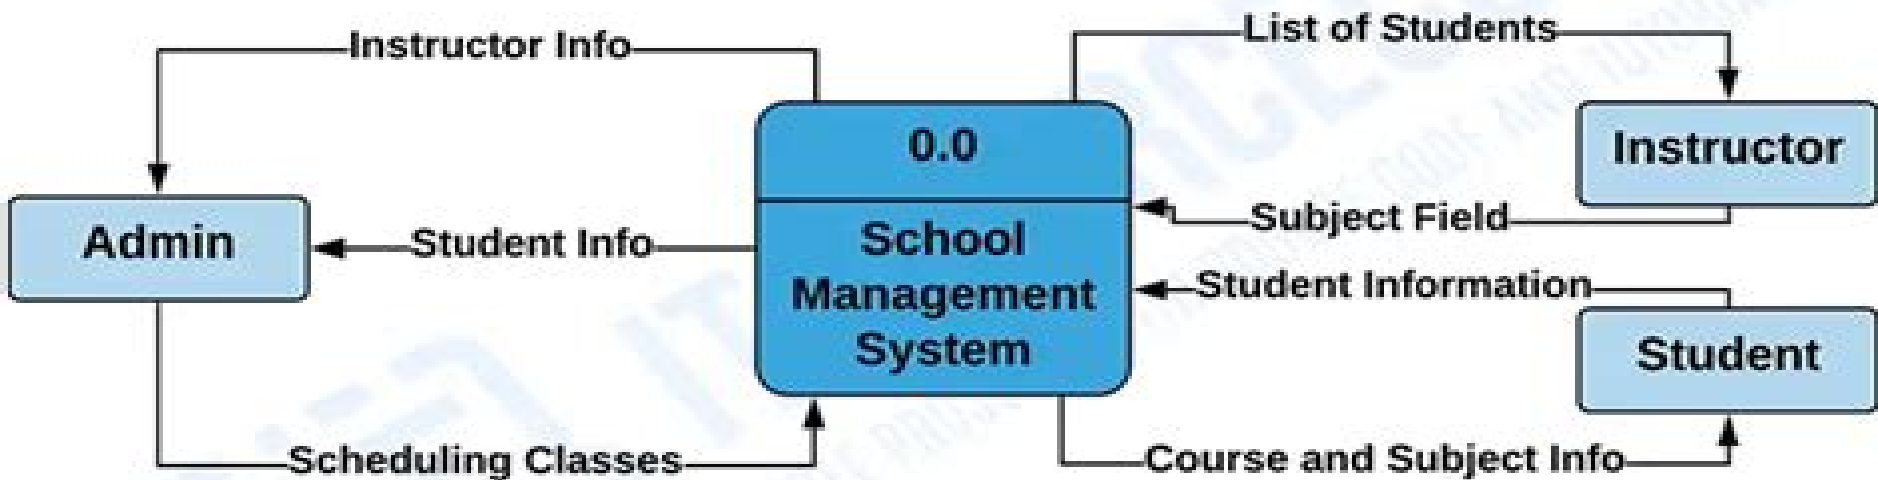 Instructor Info
List of Students
0.0
Instructor
Subject Field
Admin
Student Info
School
Management
System
Student Information
Student
Scheduling Classes
Course and Subject Info